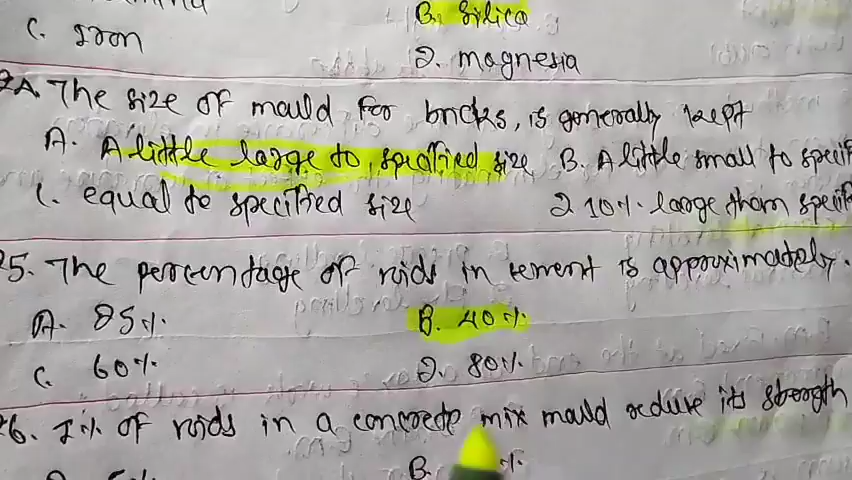 B. Silica
C. Iron
D. magnesia
24. The size of mould for bricks, is generally kept
A. A little large to specified size B. A little small to specif
C. equal to specified size D 10% large than specif
25. The percentage of voids in cement is approximately.
A. 25% B. 40%
C. 60% D. 80%
26. 1% of voids in a concrete mix would reduce its strength
B. %